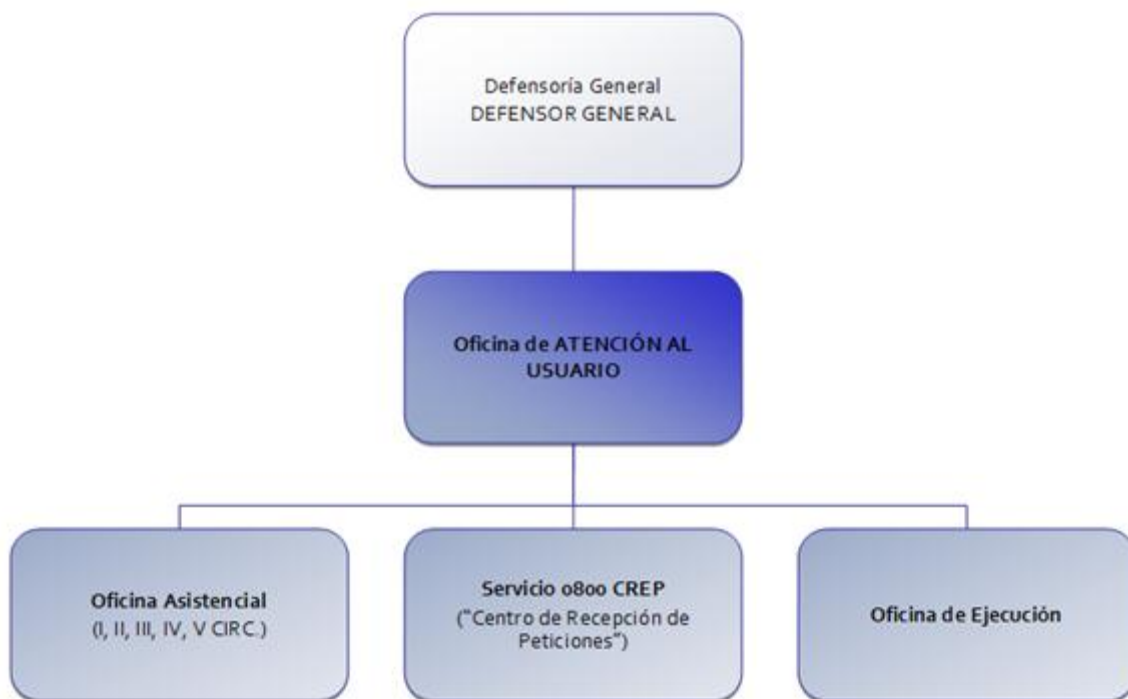 Defensoría General
DEFENSOR GENERAL
Oficina de ATENCIÓN AL
USUARIO
Oficina Asistencial
(I, II, III, IV, V CIRC.)
Servicio 0800 CREP
("Centro de Recepción de
Peticiones")
Oficina de Ejecución